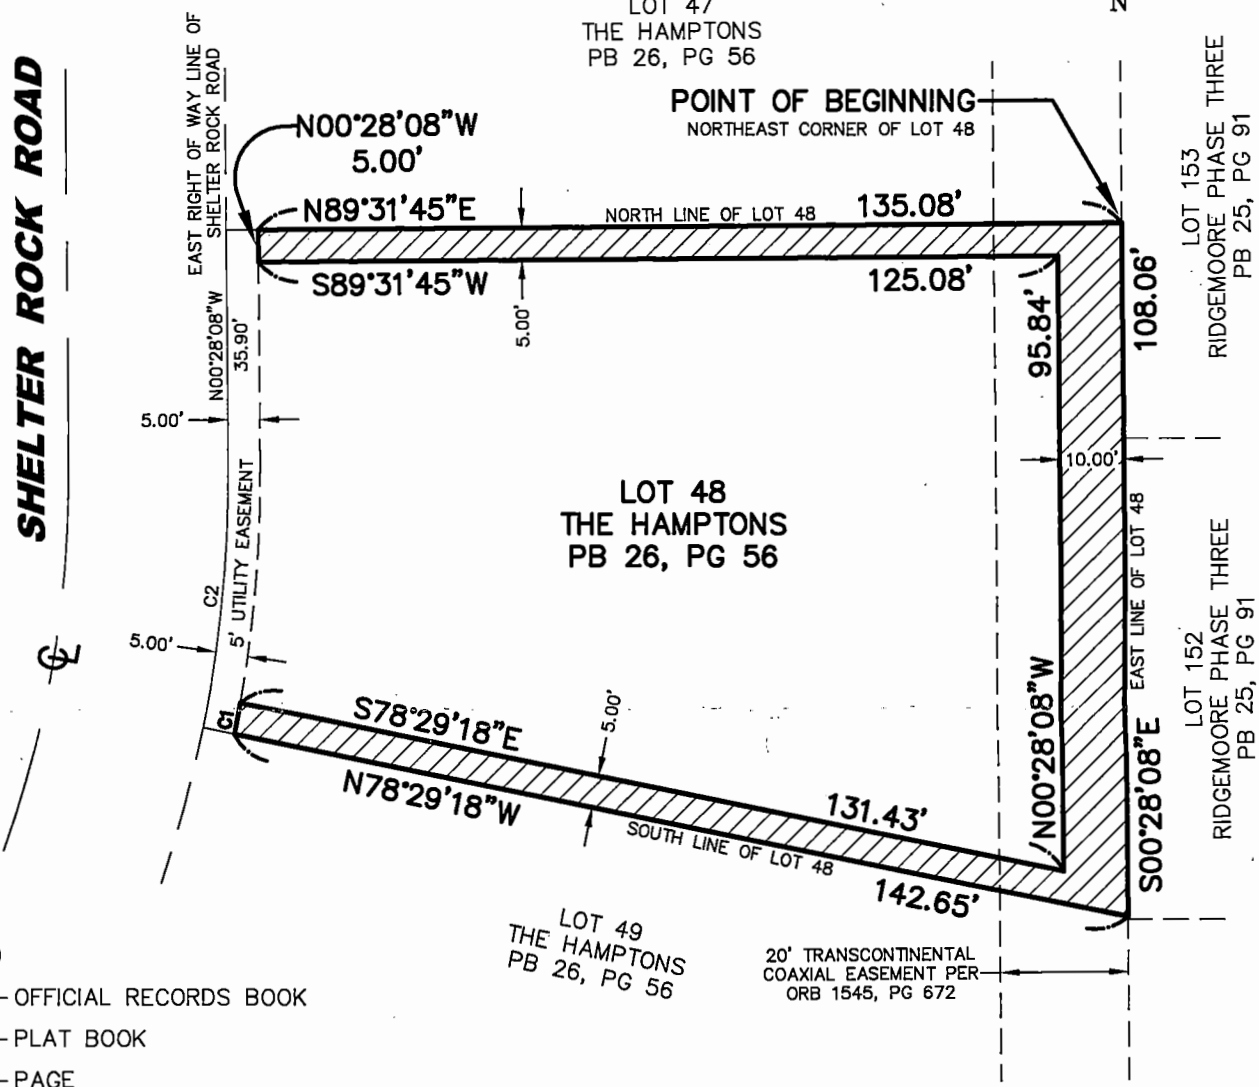 LOT 47
THE HAMPTONS
PB 26, PG 56
N
SHELTER ROCK ROAD
EAST RIGHT OF WAY LINE OF
SHELTER ROCK ROAD
N00°28'08"W
5.00'
POINT OF BEGINNING
NORTHEAST CORNER OF LOT 48
LOT 153
RIDGEMOORE PHASE THREE
PB 25, PG 91
N89°31'45"E
NORTH LINE OF LOT 48
135.08'
S89°31'45"W
125.08'
5.00'
N00°28'08"W
35.90'
95.84'
108.06'
5.00'
10.00'
LOT 48
THE HAMPTONS
PB 26, PG 56
5' UTILITY EASEMENT
C2
5.00'
℄
C1
EAST LINE OF LOT 48
LOT 152
RIDGEMOORE PHASE THREE
PB 25, PG 91
S78°29'18"E
5.00'
N00°28'08"W
S00°28'08"E
N78°29'18"W
131.43'
SOUTH LINE OF LOT 48
142.65'
LOT 49
THE HAMPTONS
PB 26, PG 56
20' TRANSCONTINENTAL
COAXIAL EASEMENT PER
ORB 1545, PG 672
-OFFICIAL RECORDS BOOK
-PLAT BOOK
-PAGE